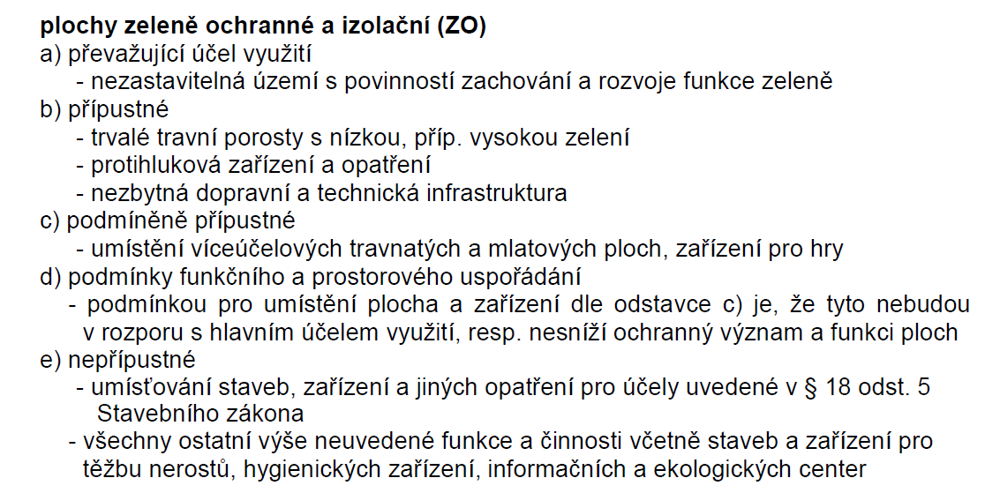 plochy zeleně ochranné a izolační (ZO)
a) převažující účel využití
- nezastavitelná území s povinností zachování a rozvoje funkce zeleně
b) přípustné
- trvalé travní porosty s nízkou, příp. vysokou zelení
- protihluková zařízení a opatření
- nezbytná dopravní a technická infrastruktura
c) podmíněně přípustné
- umístění víceúčelových travnatých a mlatových ploch, zařízení pro hry
d) podmínky funkčního a prostorového uspořádání
- podmínkou pro umístění plocha a zařízení dle odstavce c) je, že tyto nebudou
v rozporu s hlavním účelem využití, resp. nesníží ochranný význam a funkci ploch
e) nepřípustné
- umísťování staveb, zařízení a jiných opatření pro účely uvedené v § 18 odst. 5
Stavebního zákona
- všechny ostatní výše neuvedené funkce a činnosti včetně staveb a zařízení pro
těžbu nerostů, hygienických zařízení, informačních a ekologických center